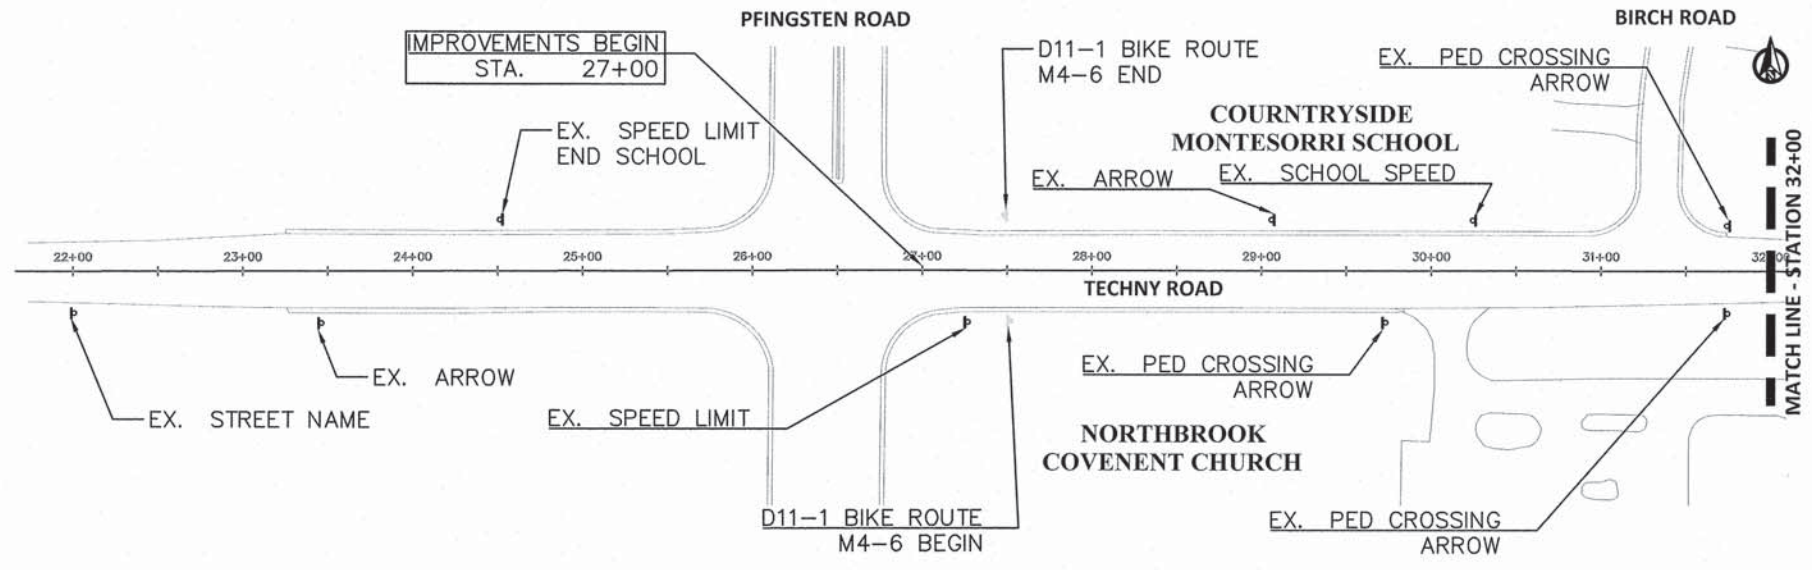 PFINGSTEN ROAD
BIRCH ROAD
IMPROVEMENTS BEGIN
STA. 27+00
D11-1 BIKE ROUTE
M4-6 END
EX. PED CROSSING
ARROW
N
COURNTRYSIDE
MONTESORRI SCHOOL
EX. SPEED LIMIT
END SCHOOL
EX. ARROW
EX. SCHOOL SPEED
MATCH LINE - STATION 32+00
22+00
23+00
24+00
25+00
26+00
27+00
28+00
29+00
30+00
31+00
32+00
TECHNY ROAD
EX. STREET NAME
EX. ARROW
EX. SPEED LIMIT
EX. PED CROSSING
ARROW
NORTHBROOK
COVENENT CHURCH
D11-1 BIKE ROUTE
M4-6 BEGIN
EX. PED CROSSING
ARROW